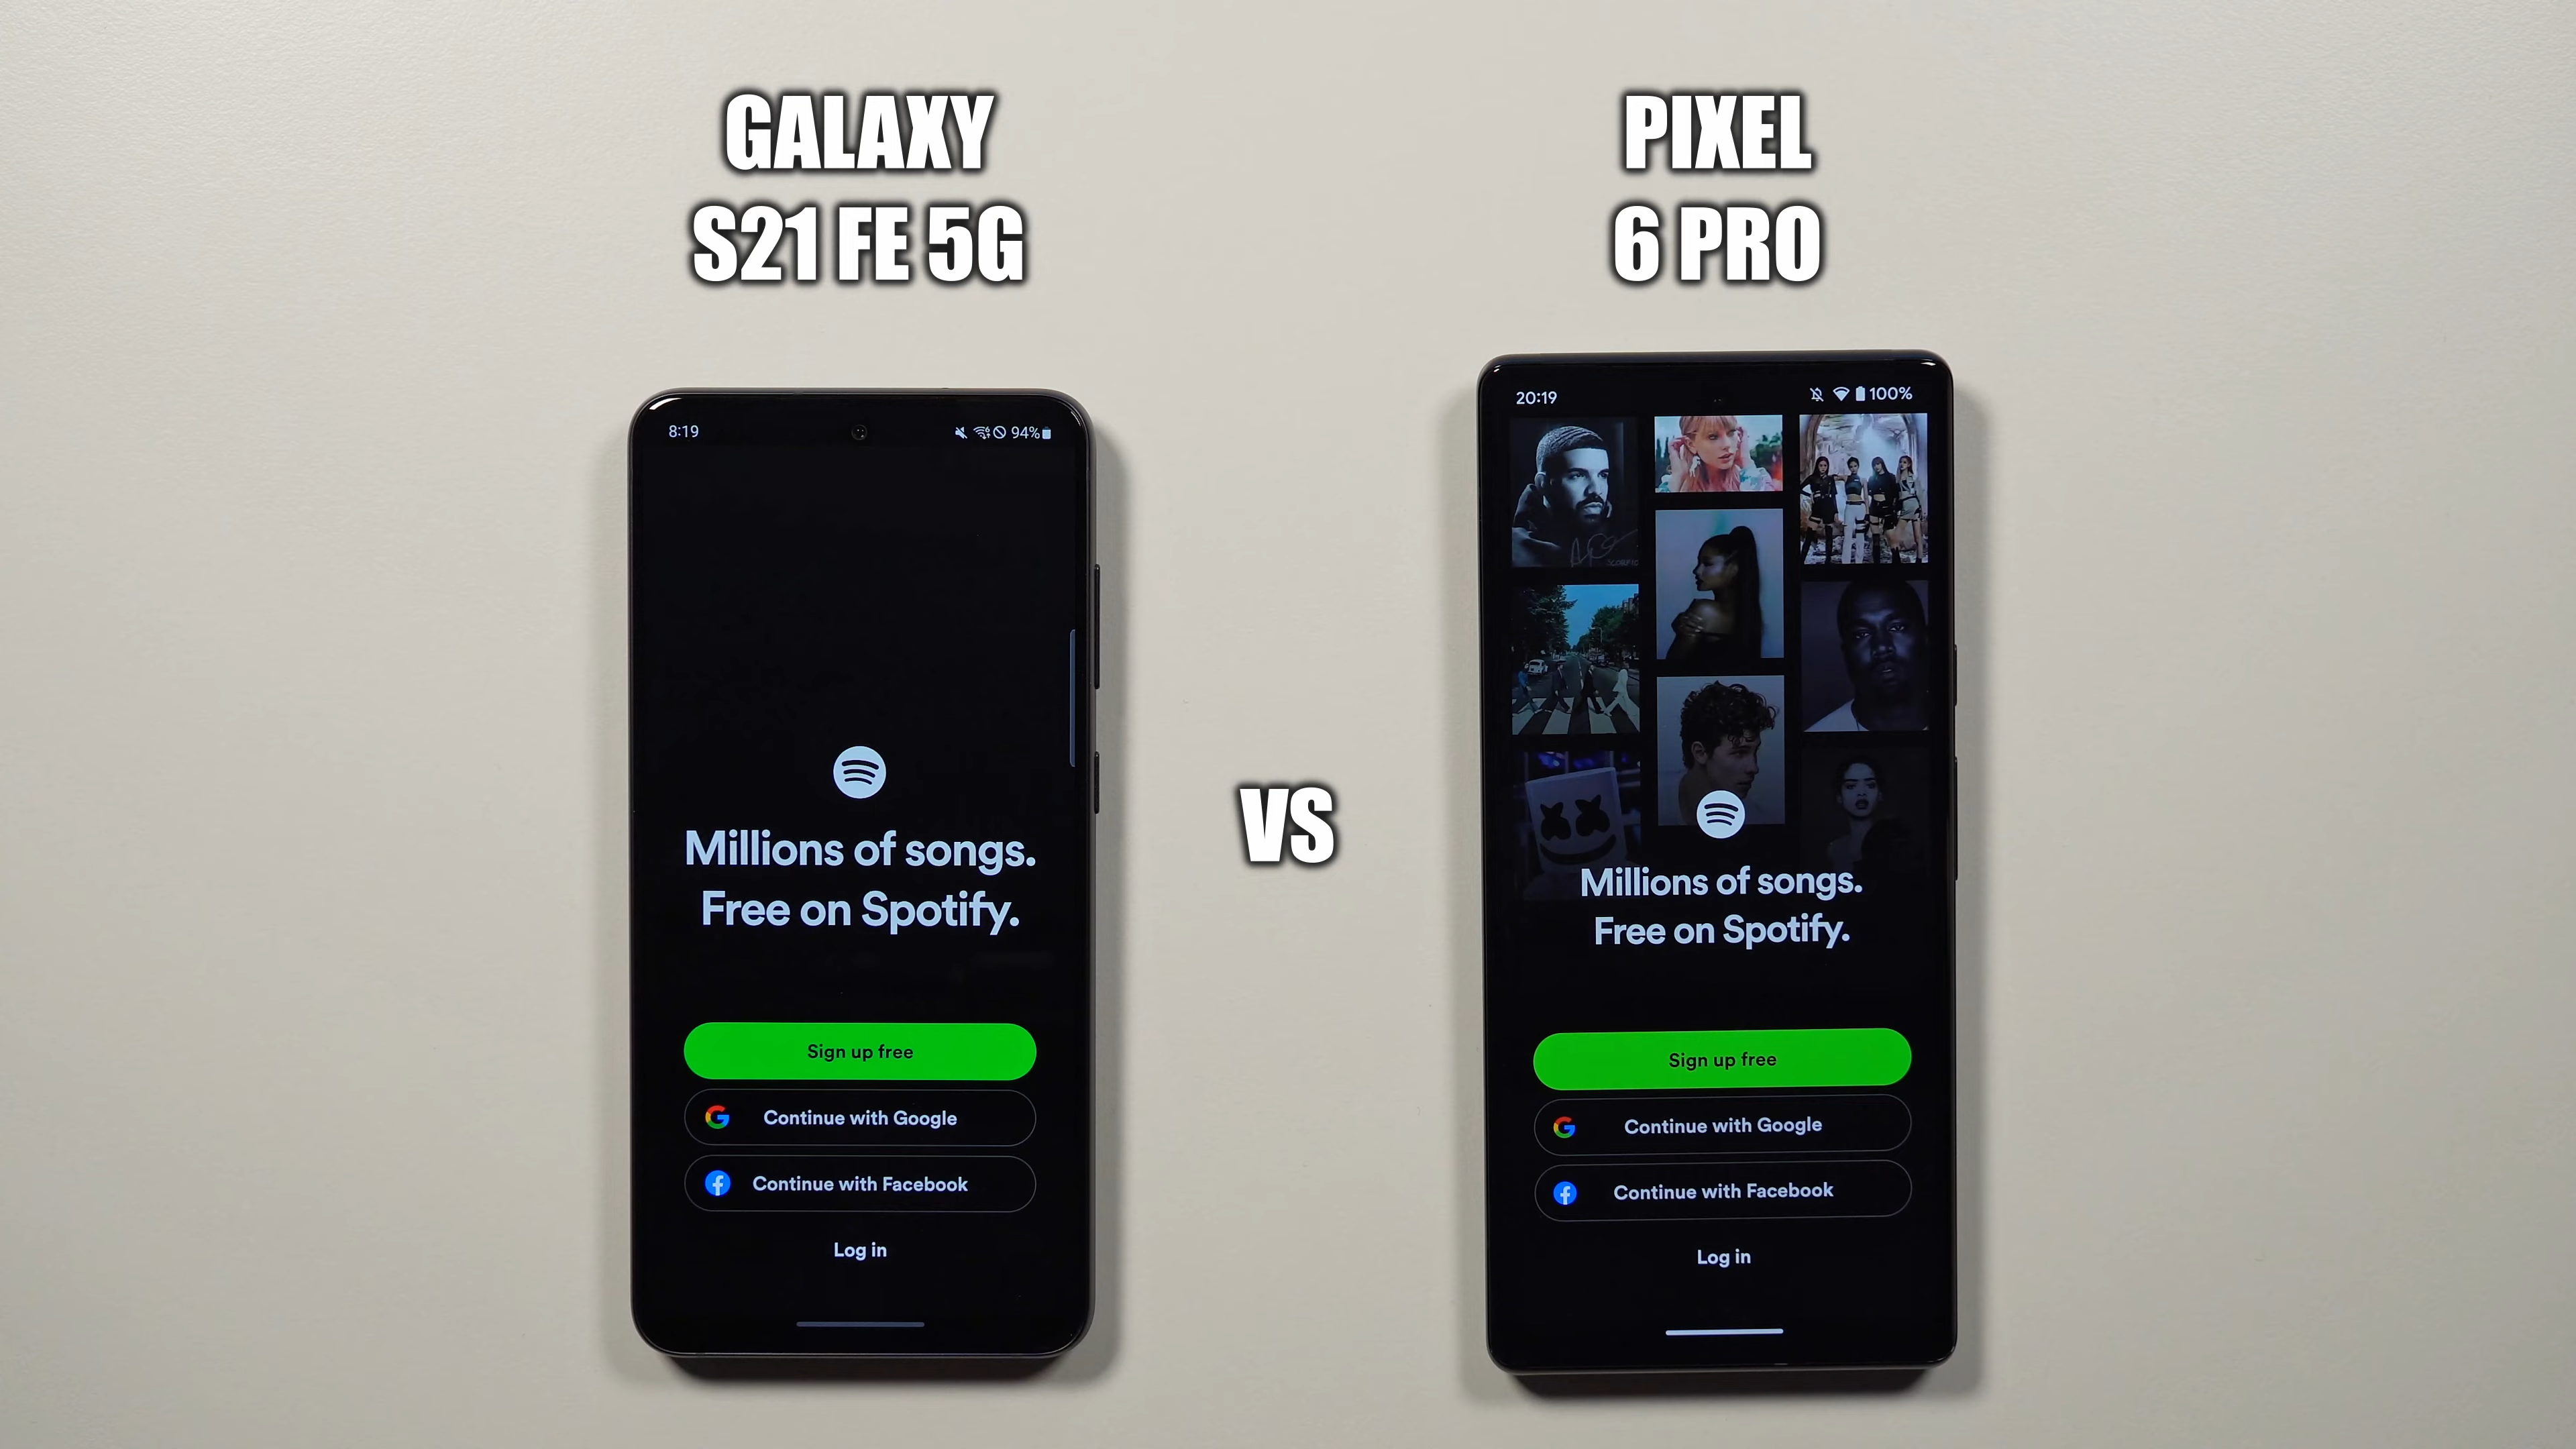 GALAXY
S21 FE 5G
PIXEL
6 PRO
VS
8:19
94%
Millions of songs.
Free on Spotify.
Sign up free
Continue with Google
Continue with Facebook
Log in
20:19
100%
Millions of songs.
Free on Spotify.
Sign up free
Continue with Google
Continue with Facebook
Log in